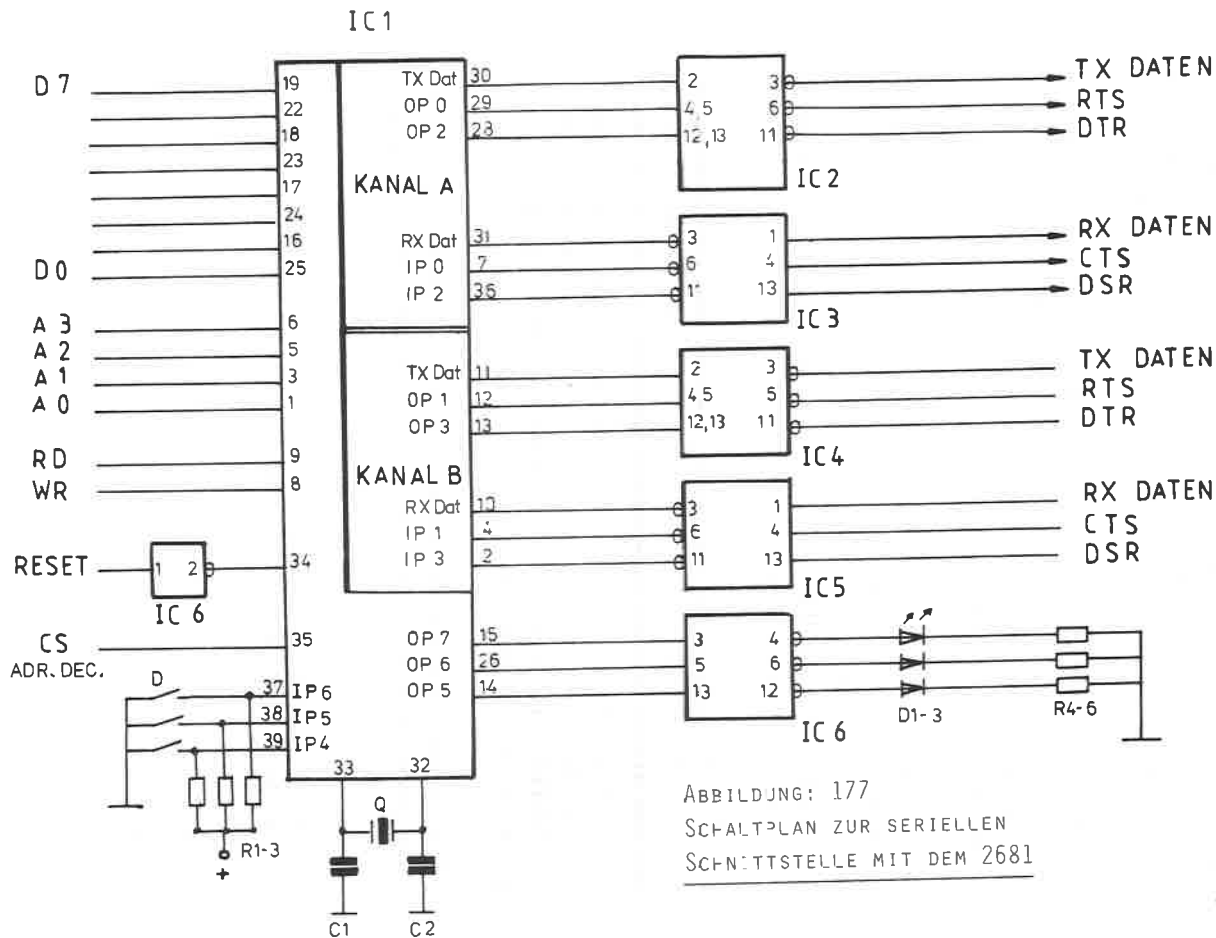 IC1
D7
19
22
18
23
17
24
16
D0
25
A3
6
A2
5
A1
3
A0
1
RD
9
WR
8
RESET
1 2
34
IC 6
CS
35
ADR. DEC.
D
37 IP6
38 IP5
39 IP4
R1-3
+
33 32
Q
C1 C2
TX Dat 30
OP 0 29
OP 2 28
KANAL A
RX Dat 31
IP 0 7
IP 2 36
TX Dat 11
OP 1 12
OP 3 13
KANAL B
RX Dat 10
IP 1 4
IP 3 2
OP 7 15
OP 6 26
OP 5 14
2 3 TX DATEN
4,5 6 RTS
12,13 11 DTR
IC2
3 1 RX DATEN
6 4 CTS
11 13 DSR
IC3
2 3 TX DATEN
4 5 5 RTS
12,13 11 DTR
IC4
3 1 RX DATEN
6 4 CTS
11 13 DSR
IC5
3 4
5 6
13 12
IC 6
D1-3
R4-6
ABBILDUNG: 177
SCHALTPLAN ZUR SERIELLEN
SCHNITTSTELLE MIT DEM 2681